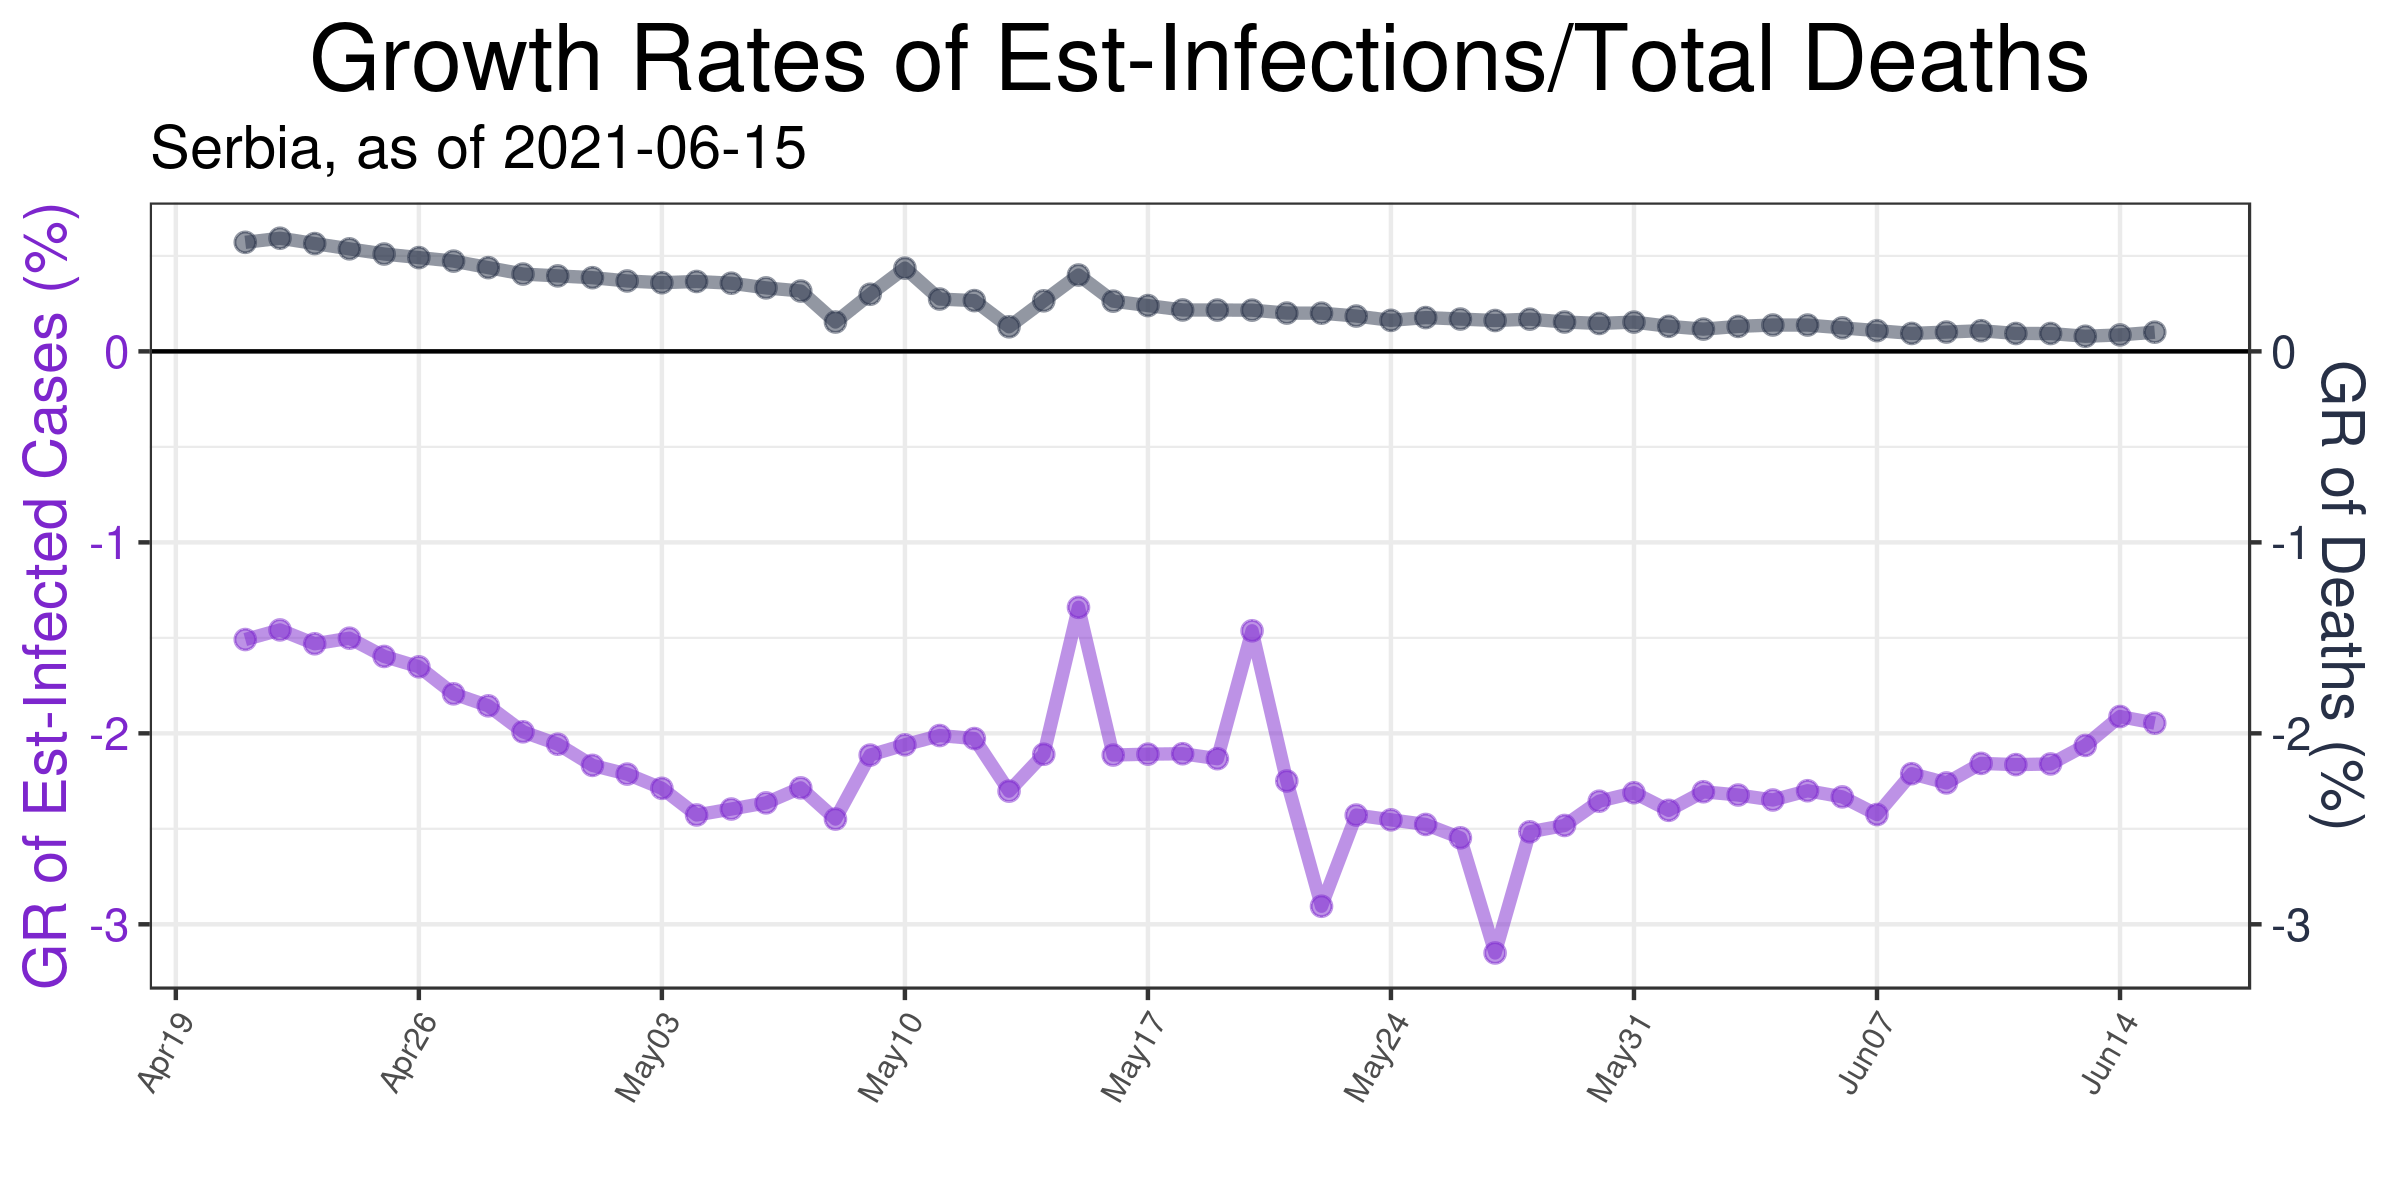 Growth Rates of Est-Infections/Total Deaths
Serbia, as of 2021-06-15
GR of Est-Infected Cases (%)
0
-1
-2
-3
0
-1
-2
-3
GR of Deaths (%)
Apr19
Apr26
May03
May10
May17
May24
May31
Jun07
Jun14